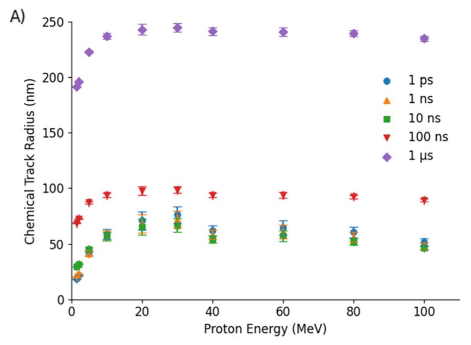 A)
Chemical Track Radius (nm)
250
200
150
100
50
0
0 20 40 60 80 100
Proton Energy (MeV)
1 ps
1 ns
10 ns
100 ns
1 μs